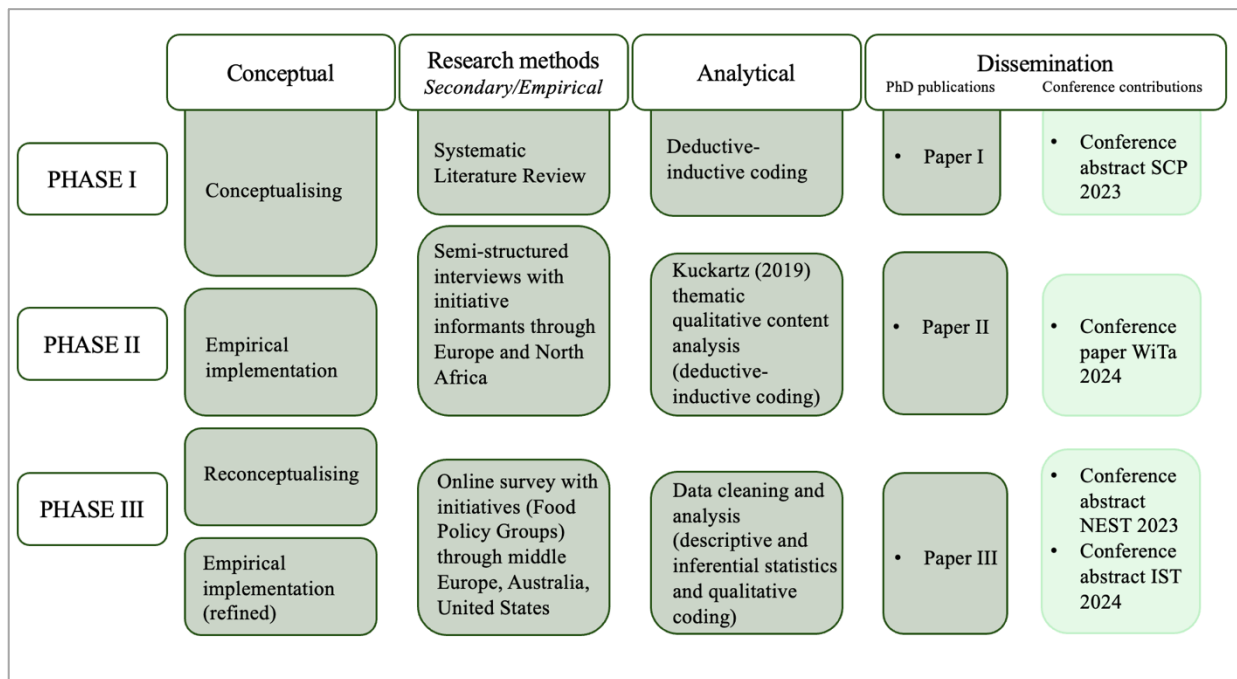 Conceptual
Research methods
Secondary/Empirical
Analytical
Dissemination
PhD publications
Conference contributions
PHASE I
Conceptualising
Systematic
Literature Review
Deductive-
inductive coding
• Paper I
• Conference
abstract SCP
2023
PHASE II
Empirical
implementation
Semi-structured
interviews with
initiative
informants through
Europe and North
Africa
Kuckartz (2019)
thematic
qualitative content
analysis
(deductive-
inductive coding)
• Paper II
• Conference
paper WiTa
2024
PHASE III
Reconceptualising
Empirical
implementation
(refined)
Online survey with
initiatives (Food
Policy Groups)
through middle
Europe, Australia,
United States
Data cleaning and
analysis
(descriptive and
inferential statistics
and qualitative
coding)
• Paper III
• Conference
abstract
NEST 2023
• Conference
abstract IST
2024